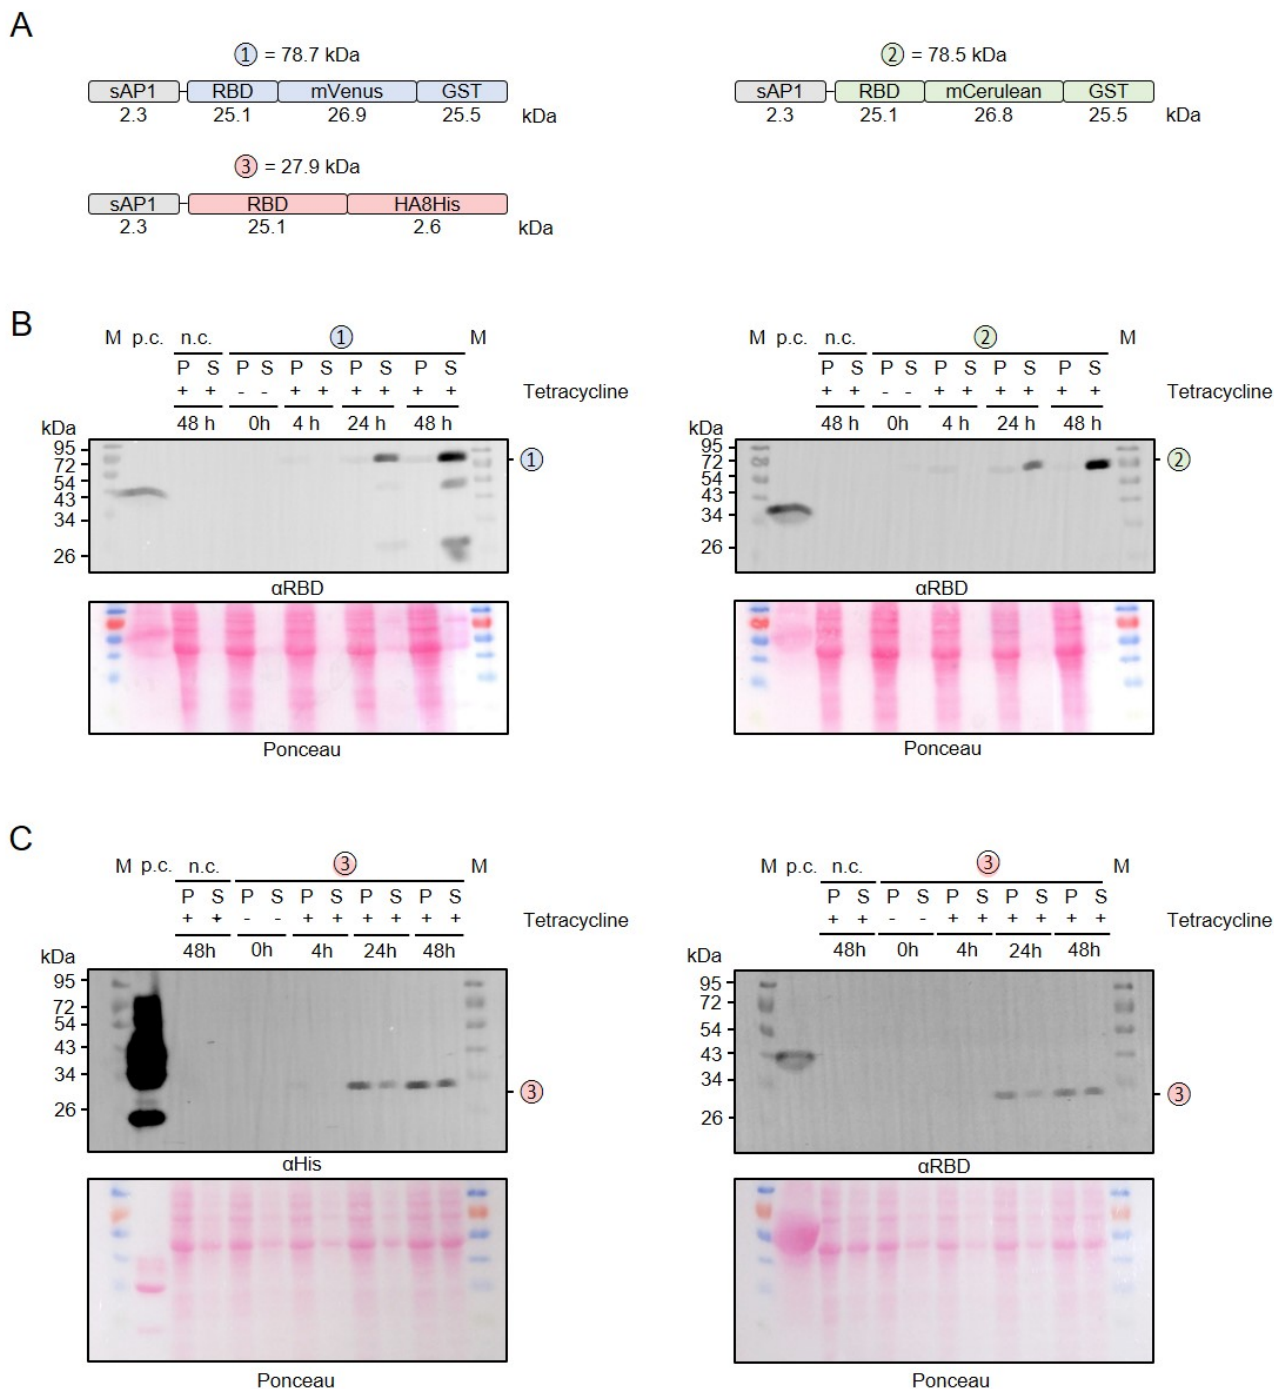 A
1 = 78.7 kDa
sAP1 RBD mVenus GST
2.3 25.1 26.9 25.5 kDa
2 = 78.5 kDa
sAP1 RBD mCerulean GST
2.3 25.1 26.8 25.5 kDa
3 = 27.9 kDa
sAP1 RBD HA8His
2.3 25.1 2.6 kDa
B
M p.c. n.c. 1 M
P S P S P S P S P S
+ + - - + + + + + + Tetracycline
48 h 0h 4 h 24 h 48 h
kDa
95
72
54
43
34
26
1
αRBD
Ponceau
M p.c. n.c. 2 M
P S P S P S P S P S
+ + - - + + + + + +
48 h 0h 4 h 24 h 48 h
kDa
95
72
54
43
34
26
2
αRBD
Ponceau
C
M p.c. n.c. 3 M
P S P S P S P S P S
+ + - - + + + + + + Tetracycline
48h 0h 4h 24h 48h
kDa
95
72
54
43
34
26
3
αHis
Ponceau
M p.c. n.c. 3 M
P S P S P S P S P S
+ + - - + + + + + +
48h 0h 4h 24h 48h
kDa
95
72
54
43
34
26
3
αRBD
Ponceau